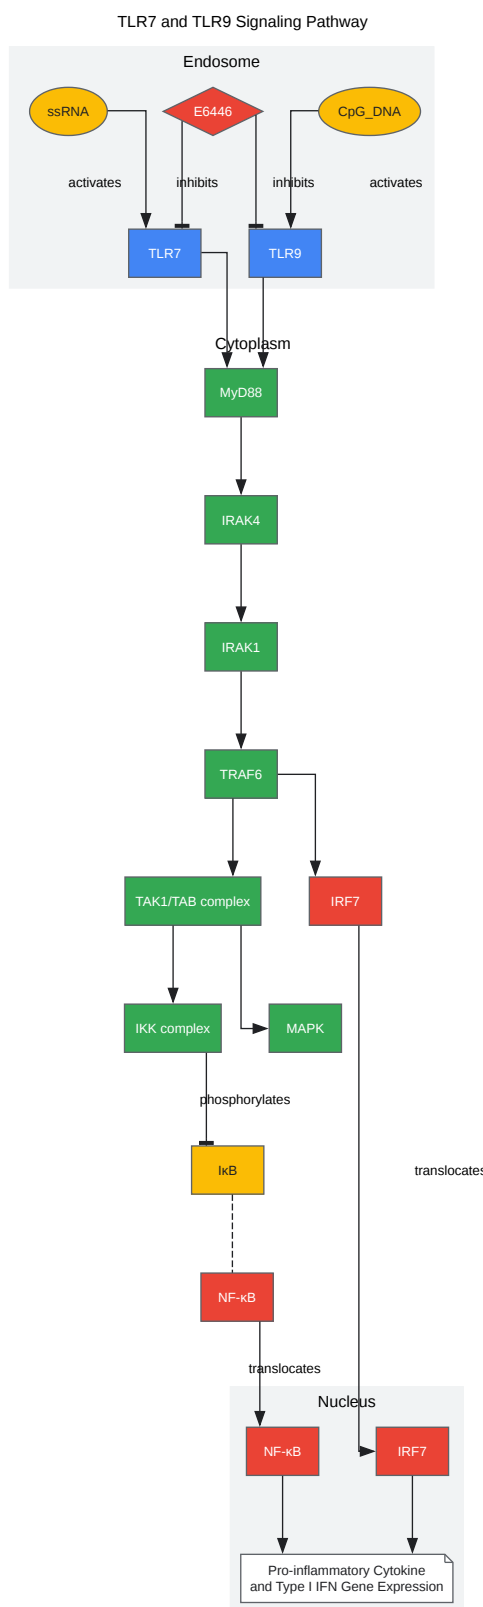 TLR7 and TLR9 Signaling Pathway
Endosome
ssRNA
E6446
CpG_DNA
activates
inhibits
inhibits
activates
TLR7
TLR9
Cytoplasm
MyD88
IRAK4
IRAK1
TRAF6
TAK1/TAB complex
IRF7
IKK complex
MAPK
phosphorylates
translocates
IκB
NF-κB
translocates
Nucleus
NF-κB
IRF7
Pro-inflammatory Cytokine
and Type I IFN Gene Expression